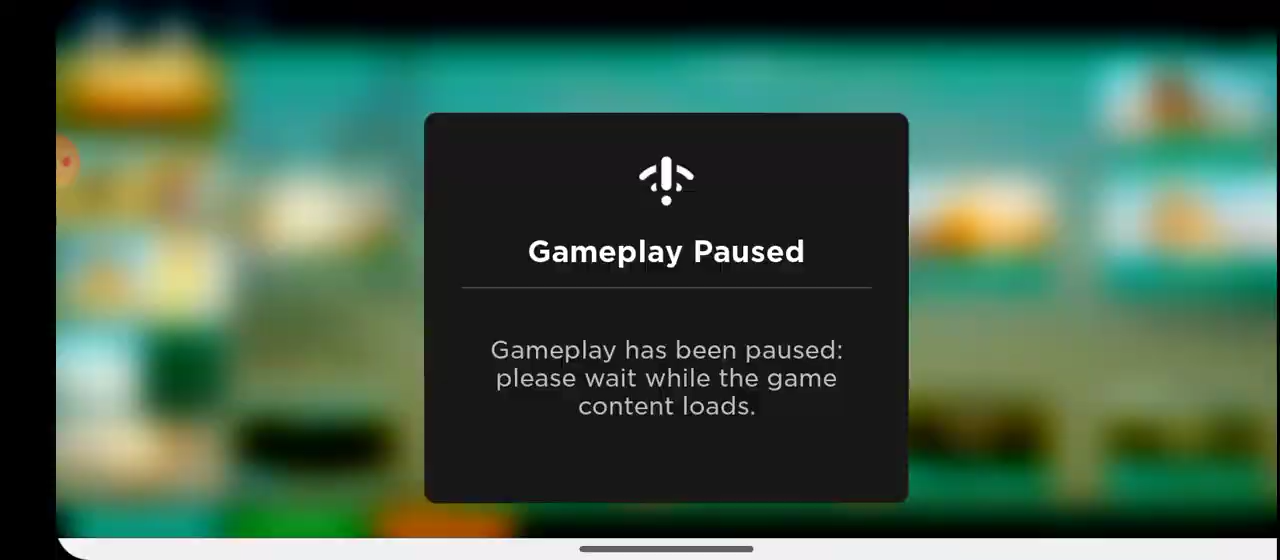 Gameplay Paused
Gameplay has been paused:
please wait while the game
content loads.